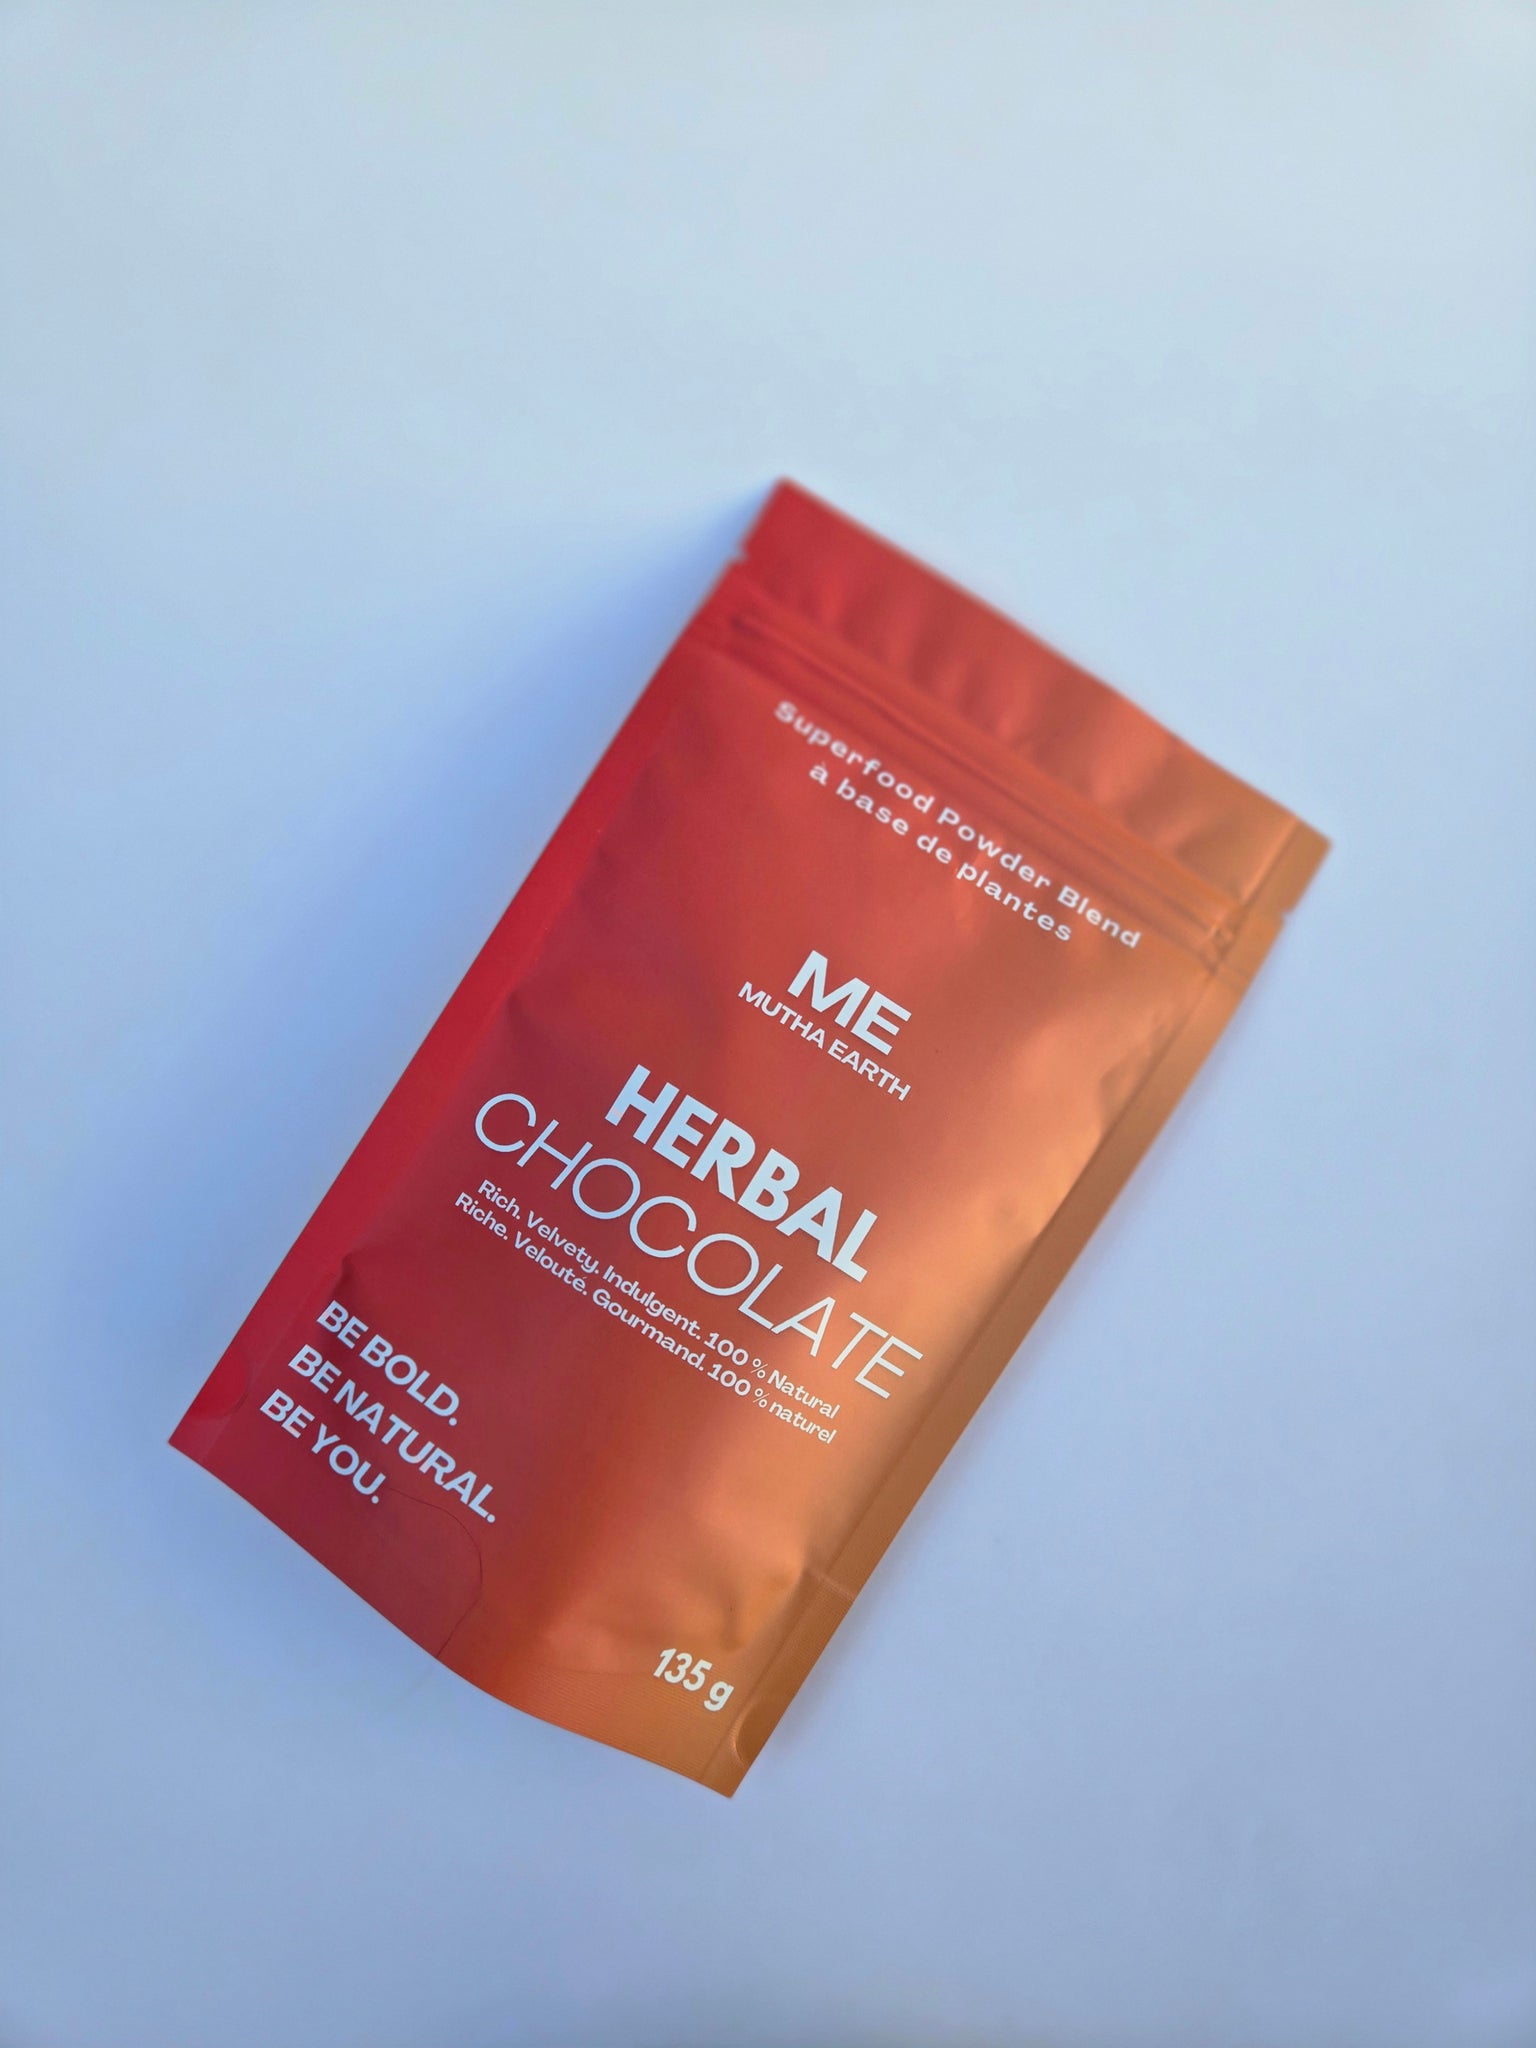 Superfood Powder Blend
à base de plantes
ME
MUTHA EARTH
HERBAL
CHOCOLATE
Rich. Velvety. Indulgent. 100 % Natural
Riche. Velouté. Gourmand. 100 % naturel
BE BOLD.
BE NATURAL.
BE YOU.
135 g